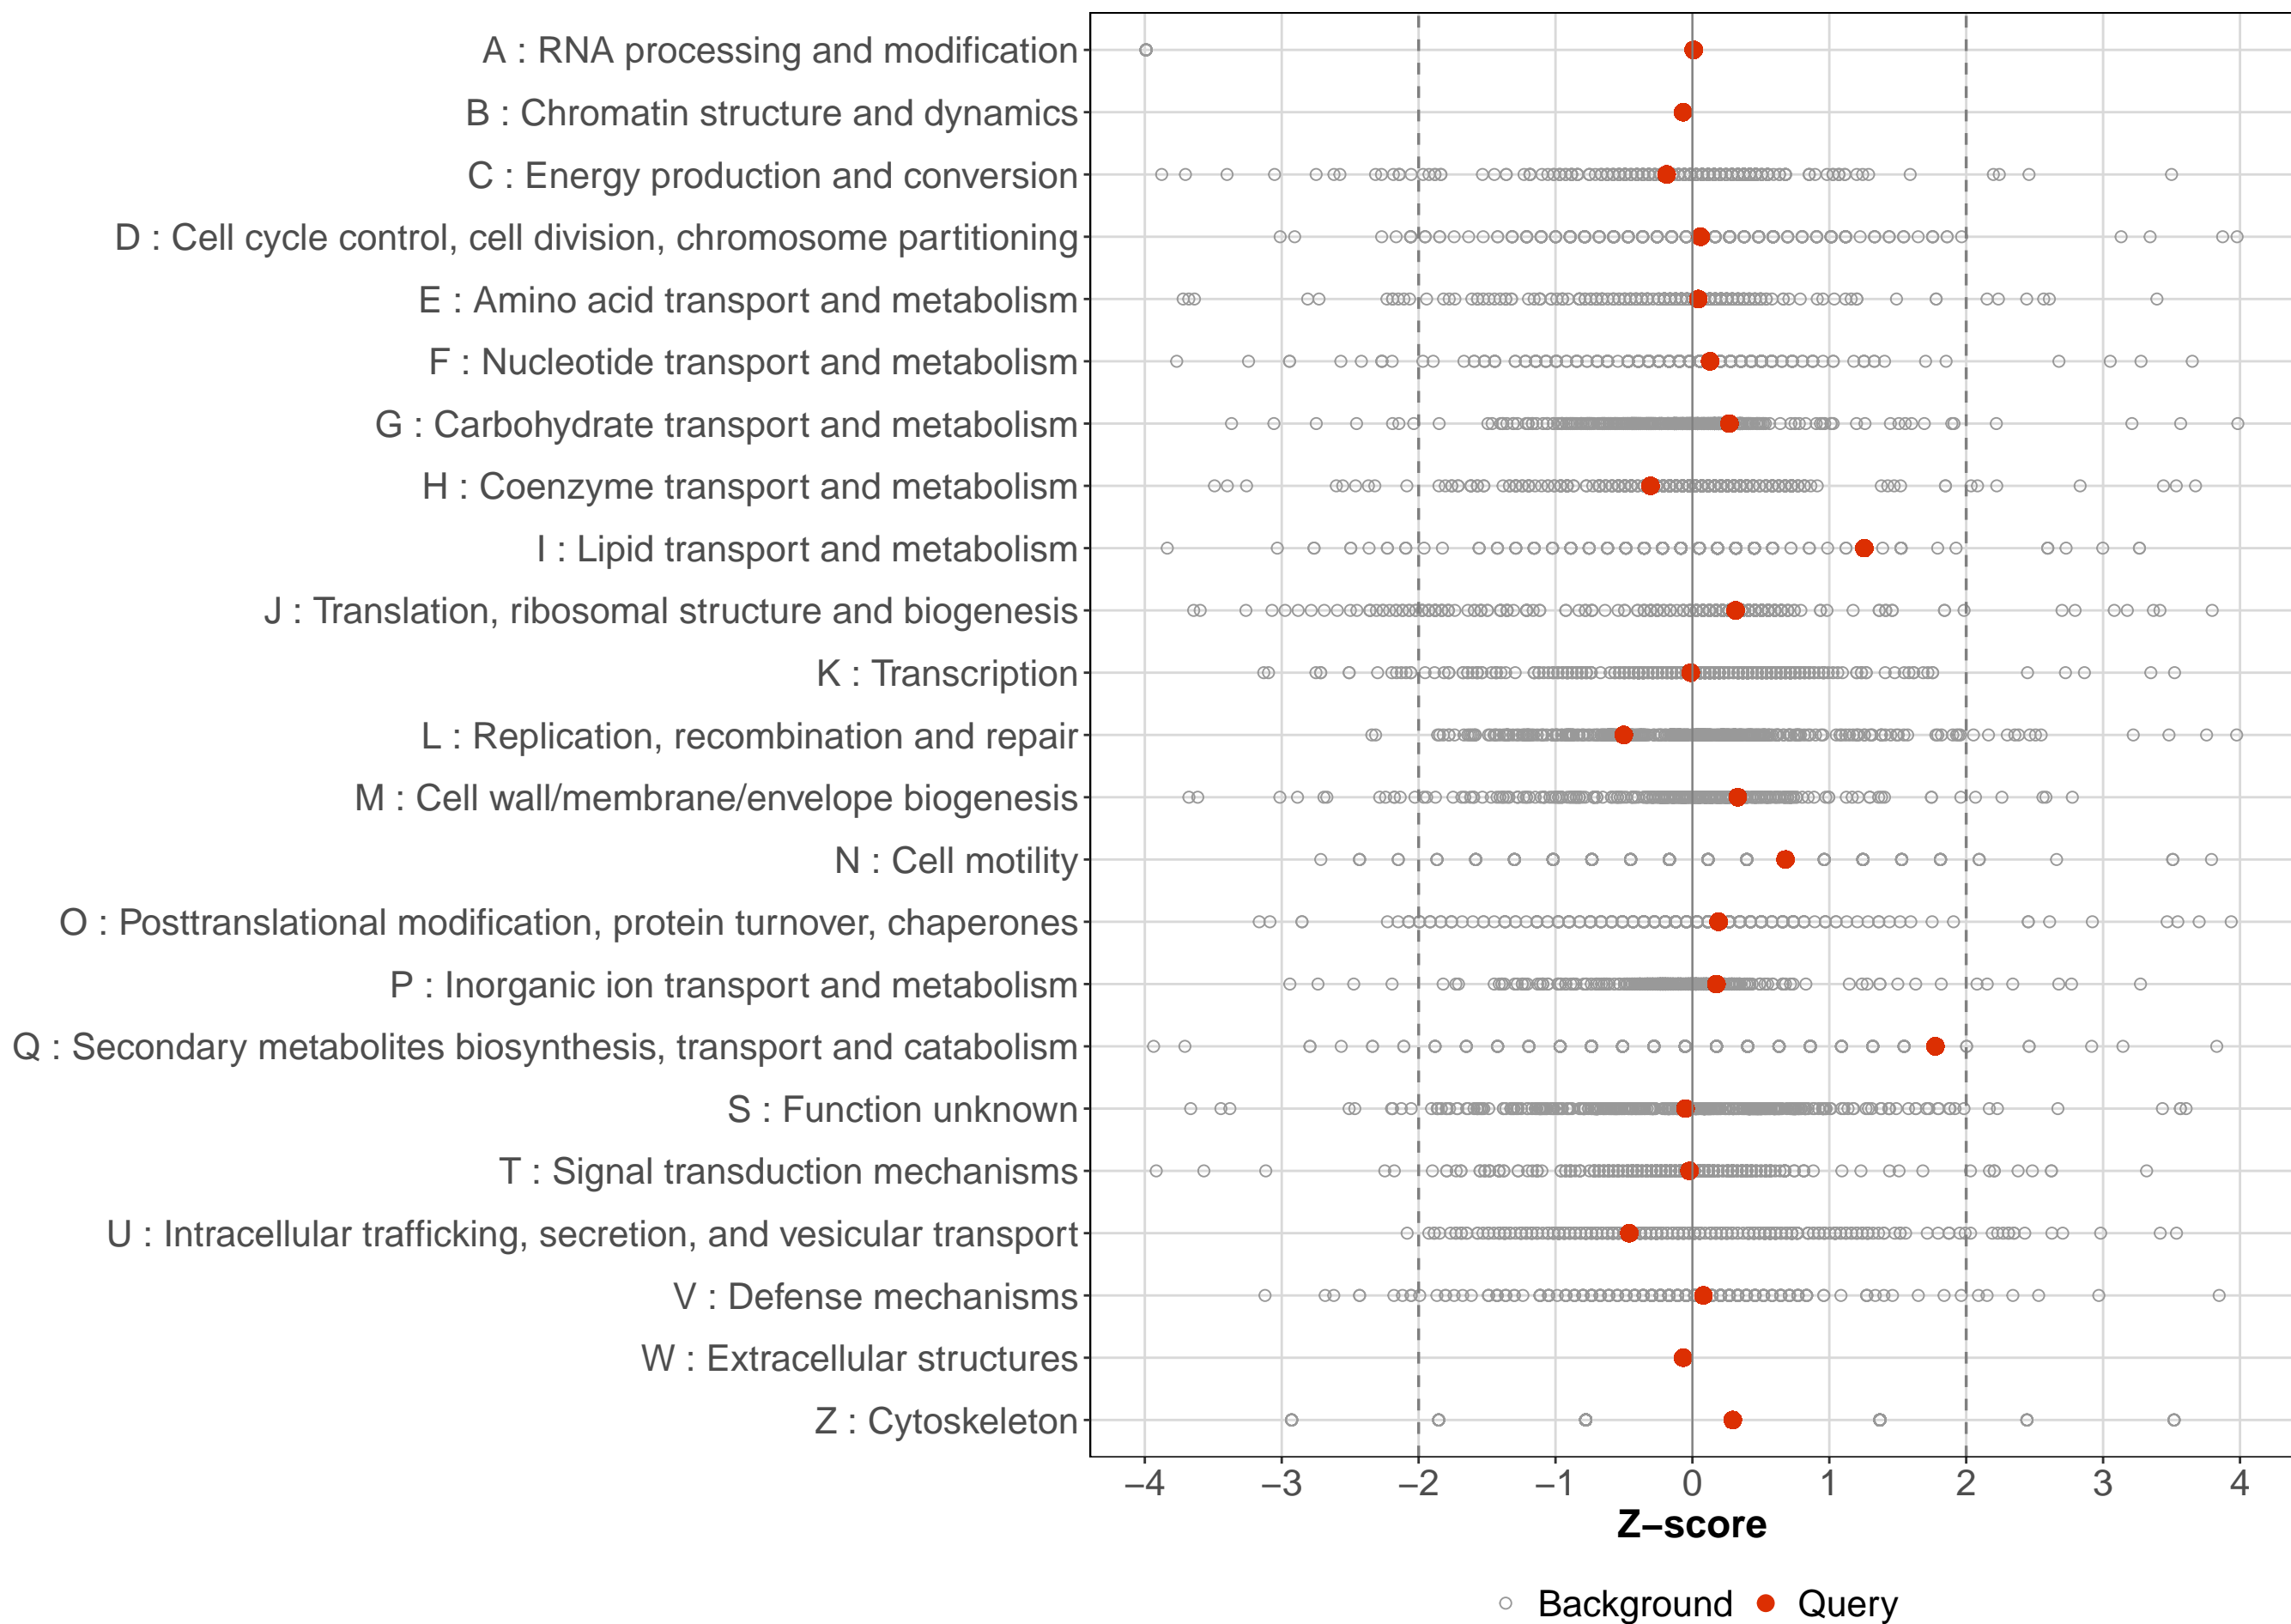 A : RNA processing and modification
B : Chromatin structure and dynamics
C : Energy production and conversion
D : Cell cycle control, cell division, chromosome partitioning
E : Amino acid transport and metabolism
F : Nucleotide transport and metabolism
G : Carbohydrate transport and metabolism
H : Coenzyme transport and metabolism
I : Lipid transport and metabolism
J : Translation, ribosomal structure and biogenesis
K : Transcription
L : Replication, recombination and repair
M : Cell wall/membrane/envelope biogenesis
N : Cell motility
O : Posttranslational modification, protein turnover, chaperones
P : Inorganic ion transport and metabolism
Q : Secondary metabolites biosynthesis, transport and catabolism
S : Function unknown
T : Signal transduction mechanisms
U : Intracellular trafficking, secretion, and vesicular transport
V : Defense mechanisms
W : Extracellular structures
Z : Cytoskeleton
−4 −3 −2 −1 0 1 2 3 4
Z−score
Background Query